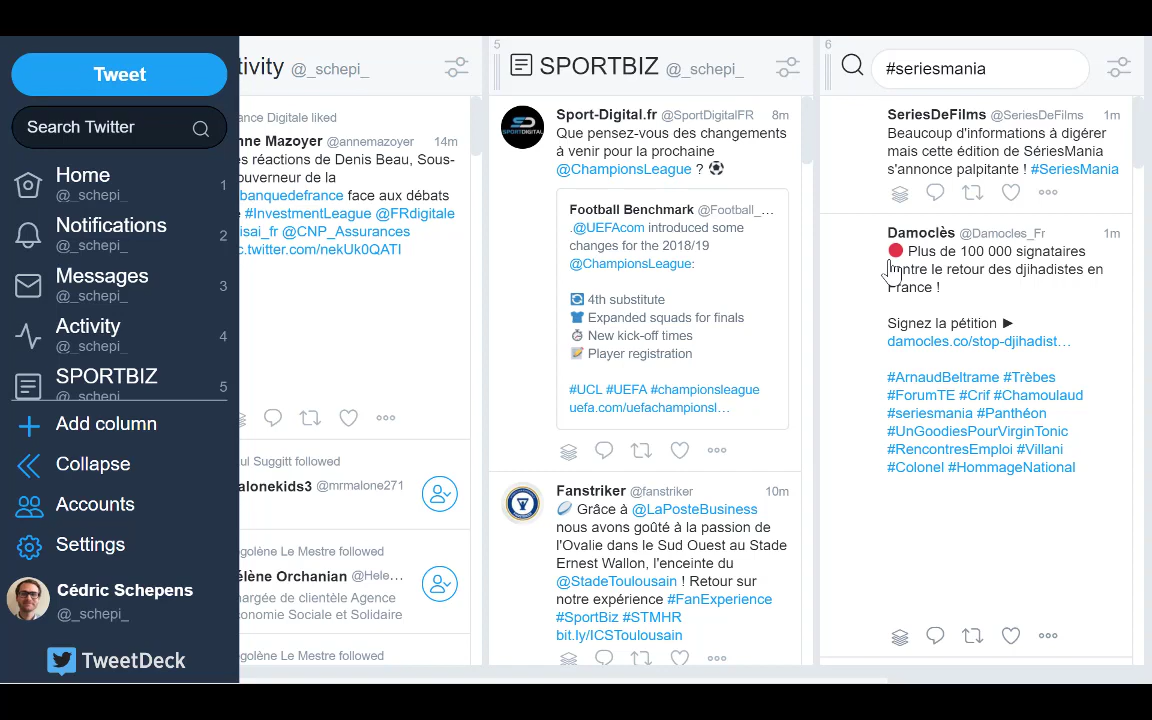 Tweet
Search Twitter
Home
@_schepi_
1
Notifications
@_schepi_
2
Messages
@_schepi_
3
Activity
@_schepi_
4
SPORTBIZ
@_schepi_
5
Add column
Collapse
Accounts
Settings
Cédric Schepens
@_schepi_
TweetDeck
tivity @_schepi_
ance Digitale liked
nne Mazoyer @annemazoyer 14m
es réactions de Denis Beau, Sous-
ouverneur de la
banquedefrance face aux débats
#InvestmentLeague @FRdigitale
isai_fr @CNP_Assurances
c.twitter.com/nekUk0QATI
ul Suggitt followed
alonekids3 @mrmalone271
golène Le Mestre followed
élène Orchanian @Hele...
hargée de clientèle Agence
conomie Sociale et Solidaire
golène Le Mestre followed
5
SPORTBIZ @_schepi_
Sport-Digital.fr @SportDigitalFR 8m
Que pensez-vous des changements
à venir pour la prochaine
@ChampionsLeague ? ⚽
Football Benchmark @Football_...
.@UEFAcom introduced some
changes for the 2018/19
@ChampionsLeague:
🔄 4th substitute
👕 Expanded squads for finals
⏱ New kick-off times
📝 Player registration
#UCL #UEFA #championsleague
uefa.com/uefachampionsl...
Fanstriker @fanstriker 10m
🏉 Grâce à @LaPosteBusiness
nous avons goûté à la passion de
l'Ovalie dans le Sud Ouest au Stade
Ernest Wallon, l'enceinte du
@StadeToulousain ! Retour sur
notre expérience #FanExperience
#SportBiz #STMHR
bit.ly/ICSToulousain
6
#seriesmania
SeriesDeFilms @SeriesDeFilms 1m
Beaucoup d'informations à digérer
mais cette édition de SériesMania
s'annonce palpitante ! #SeriesMania
Damoclès @Damocles_Fr 1m
🔴 Plus de 100 000 signataires
contre le retour des djihadistes en
France !
Signez la pétition ►
damocles.co/stop-djihadist...
#ArnaudBeltrame #Trèbes
#ForumTE #Crif #Chamoulaud
#seriesmania #Panthéon
#UnGoodiesPourVirginTonic
#RencontresEmploi #Villani
#Colonel #HommageNational